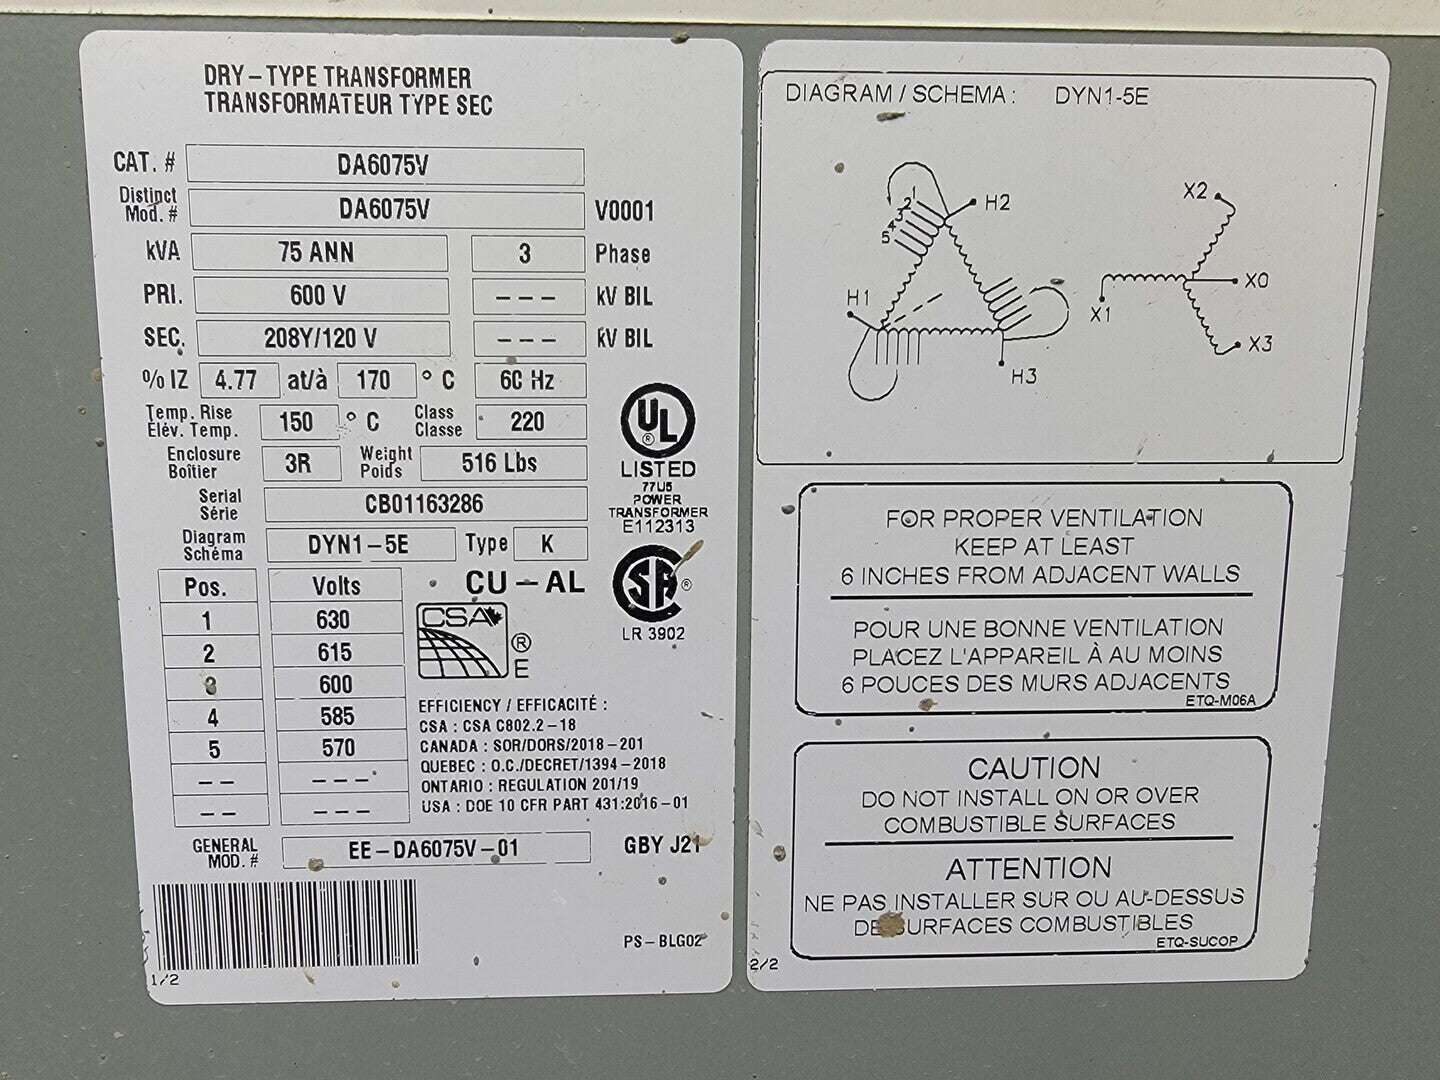 DRY-TYPE TRANSFORMER
TRANSFORMATEUR TYPE SEC
CAT. # DA6075V
Distinct Mod. # DA6075V V0001
kVA 75 ANN 3 Phase
PRI. 600 V --- kV BIL
SEC. 208Y/120 V --- kV BIL
% IZ 4.77 at/à 170 °C 60 Hz
Temp. Rise
Elév. Temp. 150 °C Class
Classe 220
Enclosure
Boîtier 3R Weight
Poids 516 Lbs
Serial
Série CB01163286
Diagram
Schéma DYN1-5E Type K
Pos. Volts
1 630
2 615
3 600
4 585
5 570
-- ---
-- ---
CU-AL
UL
®
LISTED
77U5
POWER
TRANSFORMER
E112313
SA ®
LR 3902
CSA
®
E
EFFICIENCY / EFFICACITÉ :
CSA : CSA C802.2-18
CANADA : SOR/DORS/2018-201
QUEBEC : O.C./DECRET/1394-2018
ONTARIO : REGULATION 201/19
USA : DOE 10 CFR PART 431:2016-01
GENERAL
MOD. # EE-DA6075V-01 GBY J21
PS-BLG02
1/2
DIAGRAM / SCHEMA : DYN1-5E
1
2
3
4
5
H2
H1
H3
X2
X0
X1
X3
FOR PROPER VENTILATION
KEEP AT LEAST
6 INCHES FROM ADJACENT WALLS
POUR UNE BONNE VENTILATION
PLACEZ L'APPAREIL À AU MOINS
6 POUCES DES MURS ADJACENTS
ETQ-M06A
CAUTION
DO NOT INSTALL ON OR OVER
COMBUSTIBLE SURFACES
ATTENTION
NE PAS INSTALLER SUR OU AU-DESSUS
DE SURFACES COMBUSTIBLES
ETQ-SUCOP
2/2